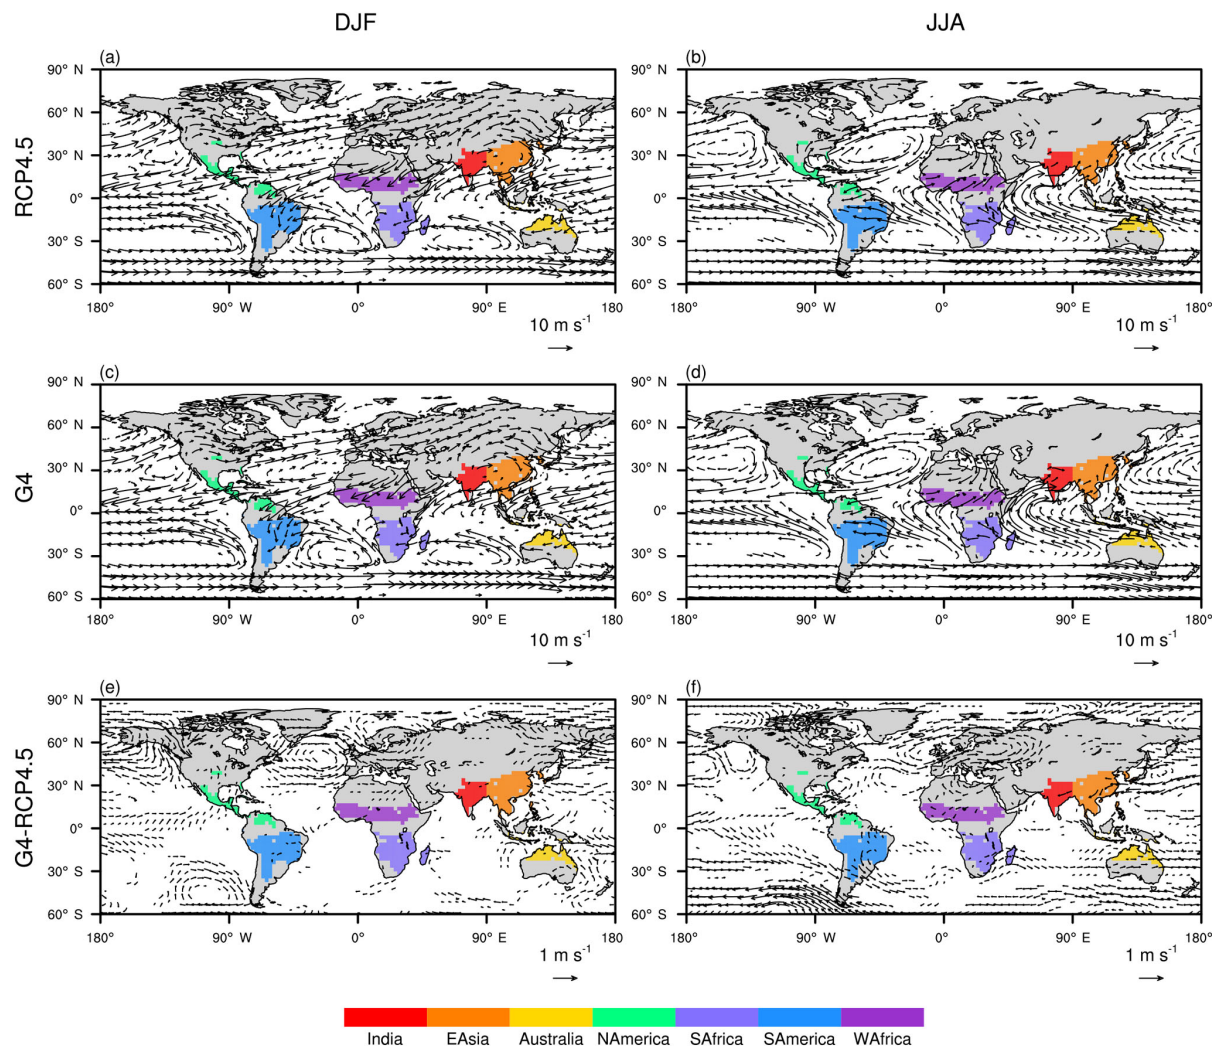 DJF JJA
(a) (b)
RCP4.5
90° N 90° N
60° N 60° N
30° N 30° N
0° 0°
30° S 30° S
60° S 60° S
180° 90° W 0° 90° E 180° 180° 90° W 0° 90° E 180°
10 m s-1 10 m s-1
(c) (d)
G4
90° N 90° N
60° N 60° N
30° N 30° N
0° 0°
30° S 30° S
60° S 60° S
180° 90° W 0° 90° E 180° 180° 90° W 0° 90° E 180°
10 m s-1 10 m s-1
(e) (f)
G4-RCP4.5
90° N 90° N
60° N 60° N
30° N 30° N
0° 0°
30° S 30° S
60° S 60° S
180° 90° W 0° 90° E 180° 180° 90° W 0° 90° E 180°
1 m s-1 1 m s-1
India EAsia Australia NAmerica SAfrica SAmerica WAfrica